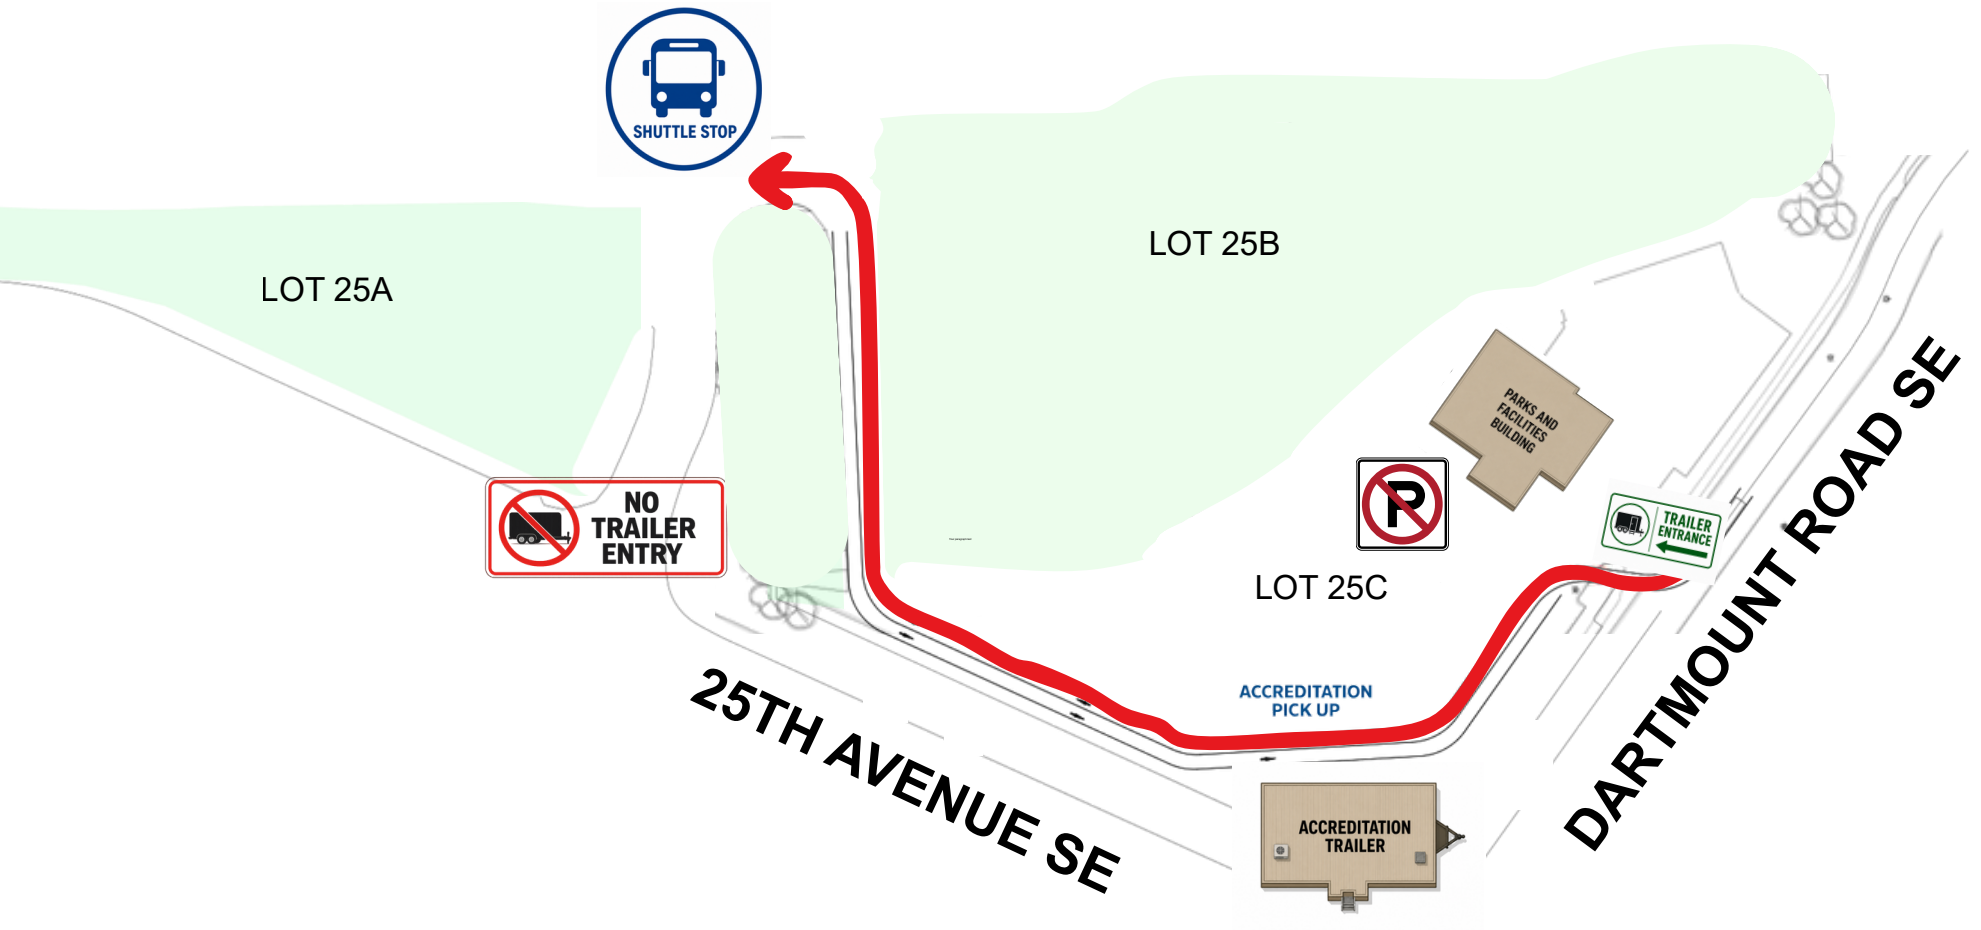 SHUTTLE STOP
LOT 25B
LOT 25A
PARKS AND
FACILITIES
BUILDING
P
NO
TRAILER
ENTRY
TRAILER
ENTRANCE
LOT 25C
DARTMOUNT ROAD SE
ACCREDITATION
PICK UP
25TH AVENUE SE
ACCREDITATION
TRAILER